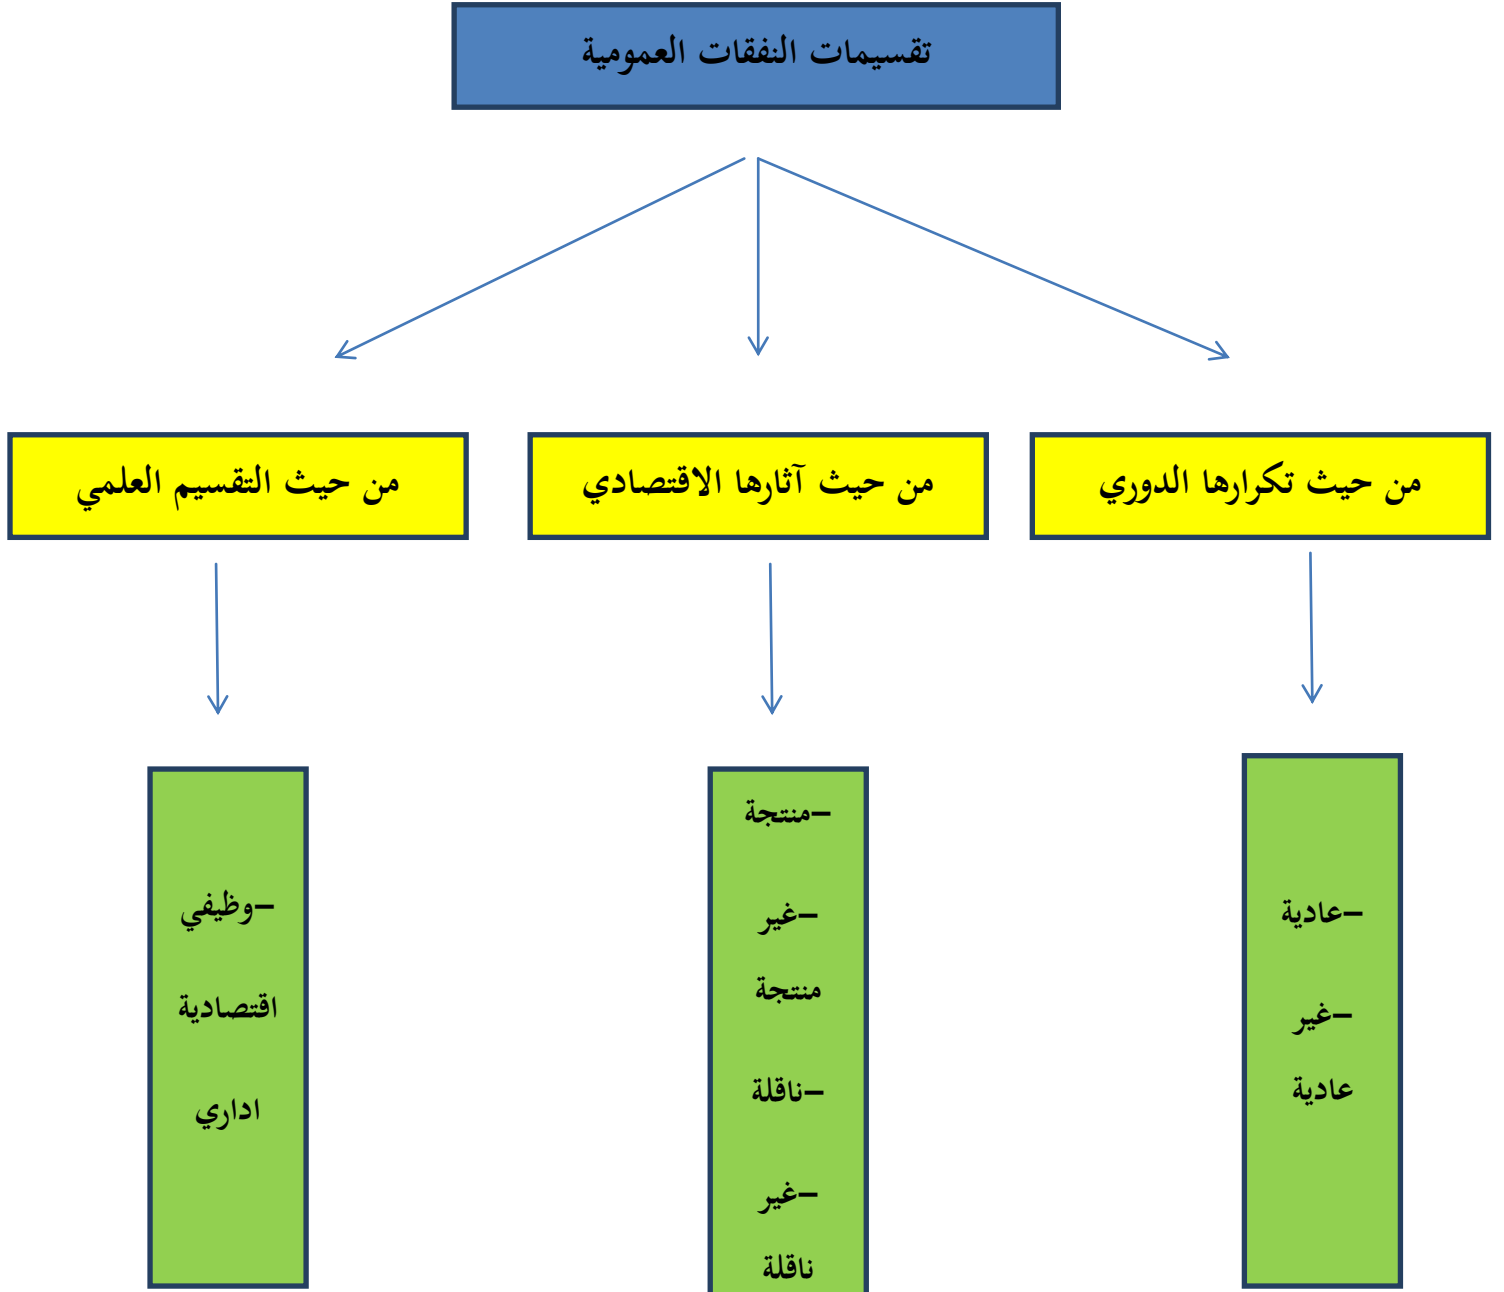 تقسيمات النفقات العمومية
من حيث تكرارها الدوري
من حيث آثارها الاقتصادي
من حيث التقسيم العلمي
-عادية
-غير
عادية
-منتجة
-غير
منتجة
-ناقلة
-غير
ناقلة
-وظيفي
اقتصادية
اداري